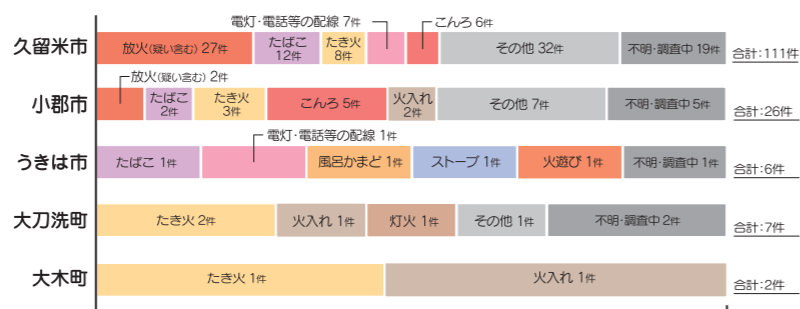 電灯・電話等の配線 7件
こんろ 6件
久留米市
放火(疑い含む) 27件
たばこ
12件
たき火
8件
その他 32件
不明・調査中 19件
合計:111件
放火(疑い含む) 2件
小郡市
たばこ
2件
たき火
3件
こんろ 5件
火入れ
2件
その他 7件
不明・調査中 5件
合計:26件
電灯・電話等の配線 1件
うきは市
たばこ 1件
風呂かまど 1件
ストーブ 1件
火遊び 1件
不明・調査中 1件
合計:6件
大刀洗町
たき火 2件
火入れ 1件
灯火 1件
その他 1件
不明・調査中 2件
合計:7件
大木町
たき火 1件
火入れ 1件
合計:2件